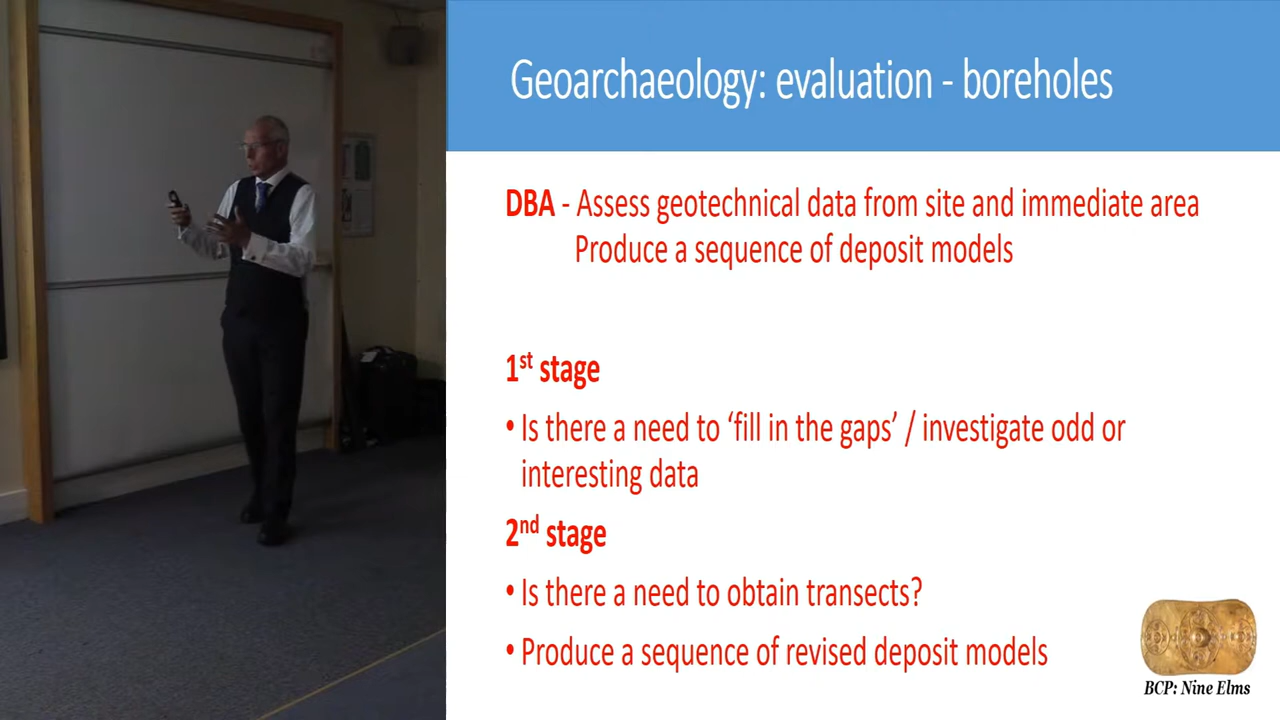 Geoarchaeology: evaluation - boreholes
DBA - Assess geotechnical data from site and immediate area
Produce a sequence of deposit models
1st stage
• Is there a need to ‘fill in the gaps’ / investigate odd or
interesting data
2nd stage
• Is there a need to obtain transects?
• Produce a sequence of revised deposit models
BCP: Nine Elms